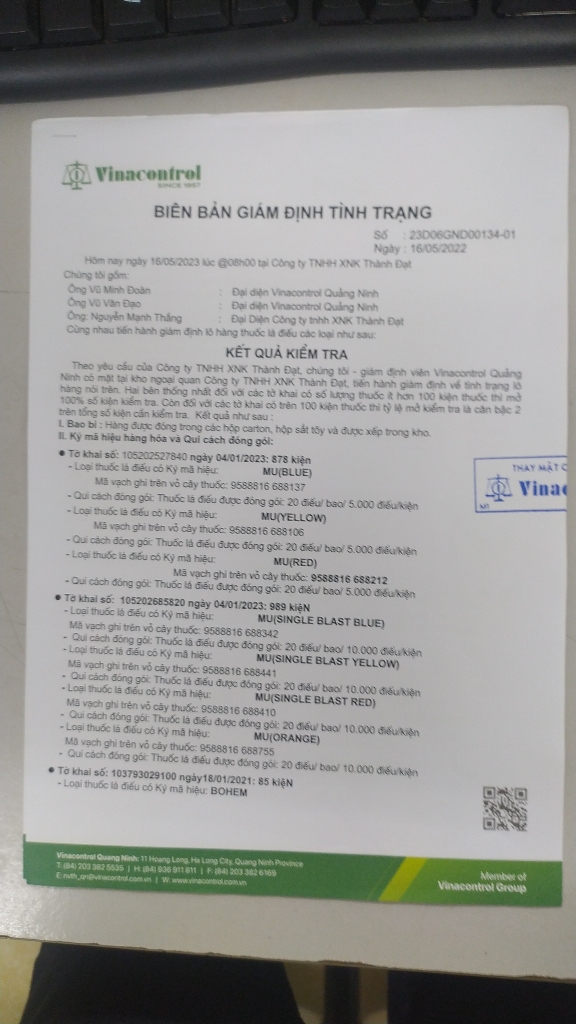 Vinacontrol
SINCE 1957
BIÊN BẢN GIÁM ĐỊNH TÌNH TRẠNG
Số : 23D06GND00134-01
Ngày : 16/05/2022
Hôm nay ngày 16/05/2023 lúc @08h00 tại Công ty TNHH XNK Thành Đạt
Chúng tôi gồm:
Ông Vũ Minh Đoàn : Đại diện Vinacontrol Quảng Ninh
Ông Vũ Văn Đạo : Đại diện Vinacontrol Quảng Ninh
Ông: Nguyễn Mạnh Thắng : Đại Diện Công ty tnhh XNK Thành Đạt
Cùng nhau tiến hành giám định lô hàng thuốc lá điếu các loại như sau:
KẾT QUẢ KIỂM TRA
Theo yêu cầu của Công ty TNHH XNK Thành Đạt, chúng tôi - giám định viên Vinacontrol Quảng
Ninh có mặt tại kho ngoại quan Công ty TNHH XNK Thành Đạt, tiến hành giám định về tình trạng lô
hàng nói trên. Hai bên thống nhất đối với các tờ khai có số lượng thuốc ít hơn 100 kiện thuốc thì mở
100% số kiện kiểm tra. Còn đối với các tờ khai có trên 100 kiện thuốc thì tỷ lệ mở kiểm tra là căn bậc 2
trên tổng số kiện cần kiểm tra. Kết quả như sau :
I. Bao bì : Hàng được đóng trong các hộp carton, hộp sắt tây và được xếp trong kho.
II. Ký mã hiệu hàng hóa và Qui cách đóng gói:
● Tờ khai số: 105202527840 ngày 04/01/2023: 878 kiện
- Loại thuốc lá điếu có Ký mã hiệu: MU(BLUE)
Mã vạch ghi trên vỏ cây thuốc: 9588816 688137
- Qui cách đóng gói: Thuốc lá điếu được đóng gói: 20 điếu/ bao/ 5.000 điếu/kiện
- Loại thuốc lá điếu có Ký mã hiệu: MU(YELLOW)
Mã vạch ghi trên vỏ cây thuốc: 9588816 688106
- Qui cách đóng gói: Thuốc lá điếu được đóng gói: 20 điếu/ bao/ 5.000 điếu/kiện
- Loại thuốc lá điếu có Ký mã hiệu: MU(RED)
Mã vạch ghi trên vỏ cây thuốc: 9588816 688212
- Qui cách đóng gói: Thuốc lá điếu được đóng gói: 20 điếu/ bao/ 5.000 điếu/kiện
● Tờ khai số: 105202685820 ngày 04/01/2023: 989 kiệN
- Loại thuốc lá điếu có Ký mã hiệu: MU(SINGLE BLAST BLUE)
Mã vạch ghi trên vỏ cây thuốc: 9588816 688342
- Qui cách đóng gói: Thuốc lá điếu được đóng gói: 20 điếu/ bao/ 10.000 điếu/kiện
- Loại thuốc lá điếu có Ký mã hiệu: MU(SINGLE BLAST YELLOW)
Mã vạch ghi trên vỏ cây thuốc: 9588816 688441
- Qui cách đóng gói: Thuốc lá điếu được đóng gói: 20 điếu/ bao/ 10.000 điếu/kiện
- Loại thuốc lá điếu có Ký mã hiệu: MU(SINGLE BLAST RED)
Mã vạch ghi trên vỏ cây thuốc: 9588816 688410
- Qui cách đóng gói: Thuốc lá điếu được đóng gói: 20 điếu/ bao/ 10.000 điếu/kiện
- Loại thuốc lá điếu có Ký mã hiệu: MU(ORANGE)
Mã vạch ghi trên vỏ cây thuốc: 9588816 688755
- Qui cách đóng gói: Thuốc lá điếu được đóng gói: 20 điếu/ bao/ 10.000 điếu/kiện
● Tờ khai số: 103793029100 ngày18/01/2021: 85 kiệN
- Loại thuốc lá điếu có Ký mã hiệu: BOHEM
THAY MẶT
Vinac
Vinacontrol Quang Ninh: 11 Hoang Long, Ha Long City, Quang Ninh Province
T: (84) 203 382 5535 | H: (84) 936 911 811 | F: (84) 203 382 6169
E: nvth_qn@vinacontrol.com.vn | W: www.vinacontrol.com.vn
Member of
Vinacontrol Group